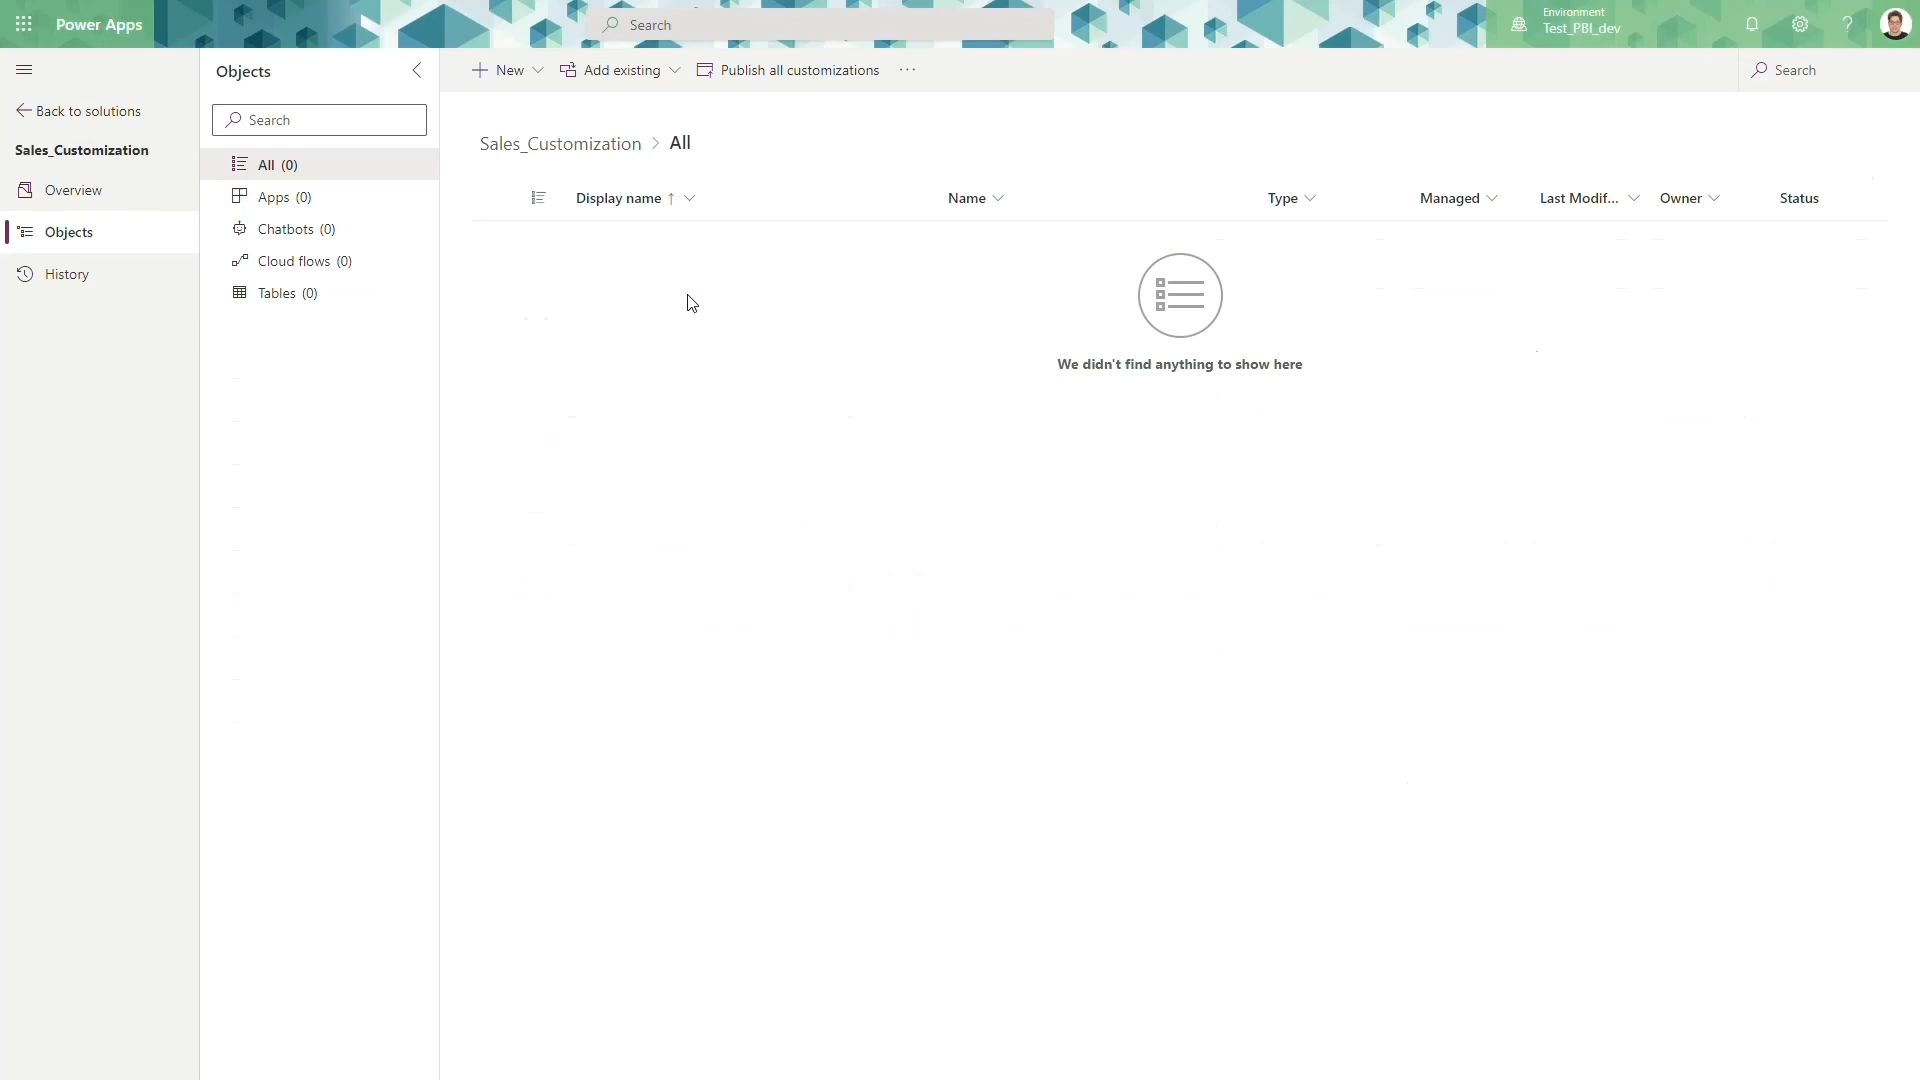 Power Apps
Search
Environment
Test_PBI_dev
Back to solutions
Sales_Customization
Overview
Objects
History
Objects
Search
All (0)
Apps (0)
Chatbots (0)
Cloud flows (0)
Tables (0)
New
Add existing
Publish all customizations
Search
Sales_Customization > All
Display name ↑
Name
Type
Managed
Last Modif...
Owner
Status
We didn't find anything to show here